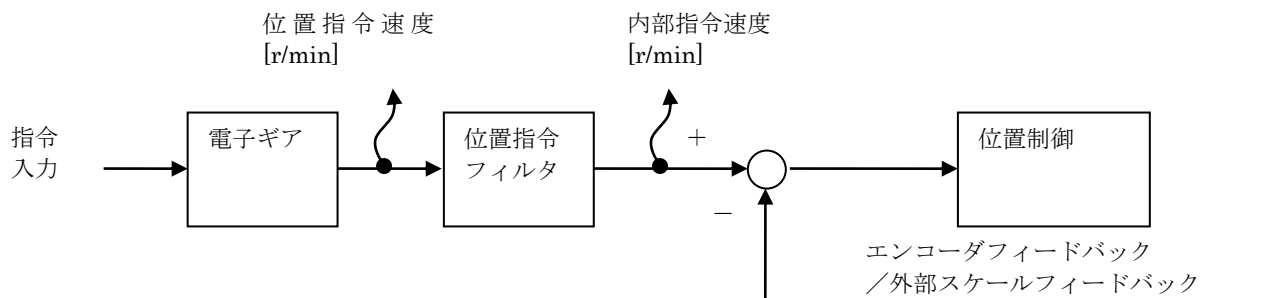 位置指令速度
[r/min]
内部指令速度
[r/min]
指令
入力
電子ギア
位置指令
フィルタ
＋
－
位置制御
エンコーダフィードバック
／外部スケールフィードバック